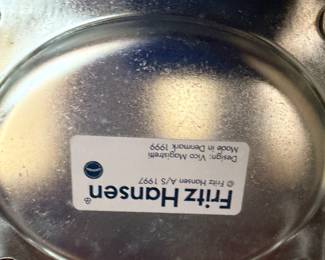 Fritz Hansen
© Fritz Hansen A/S 1997
Design: Vico Magistretti
Made in Denmark 1999